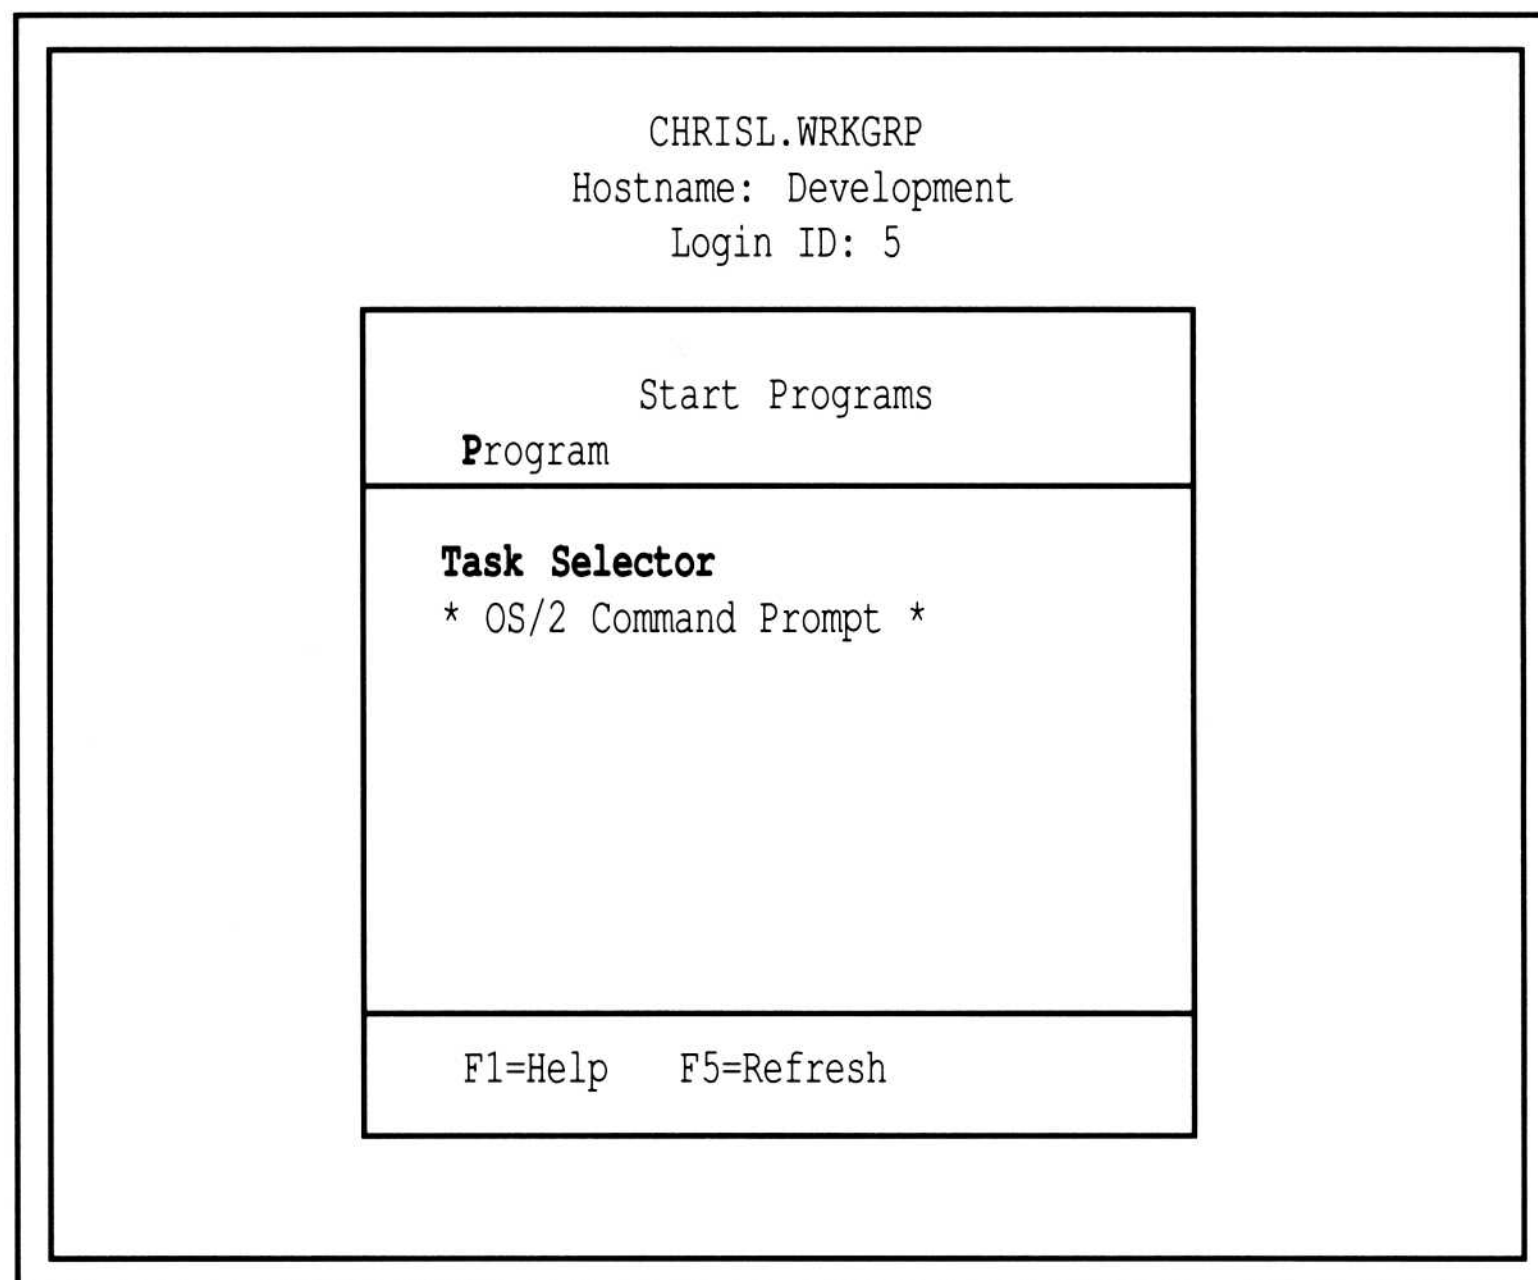 CHRISL.WRKGRP
Hostname: Development
Login ID: 5
Start Programs
Program
Task Selector
* OS/2 Command Prompt *
F1=Help F5=Refresh